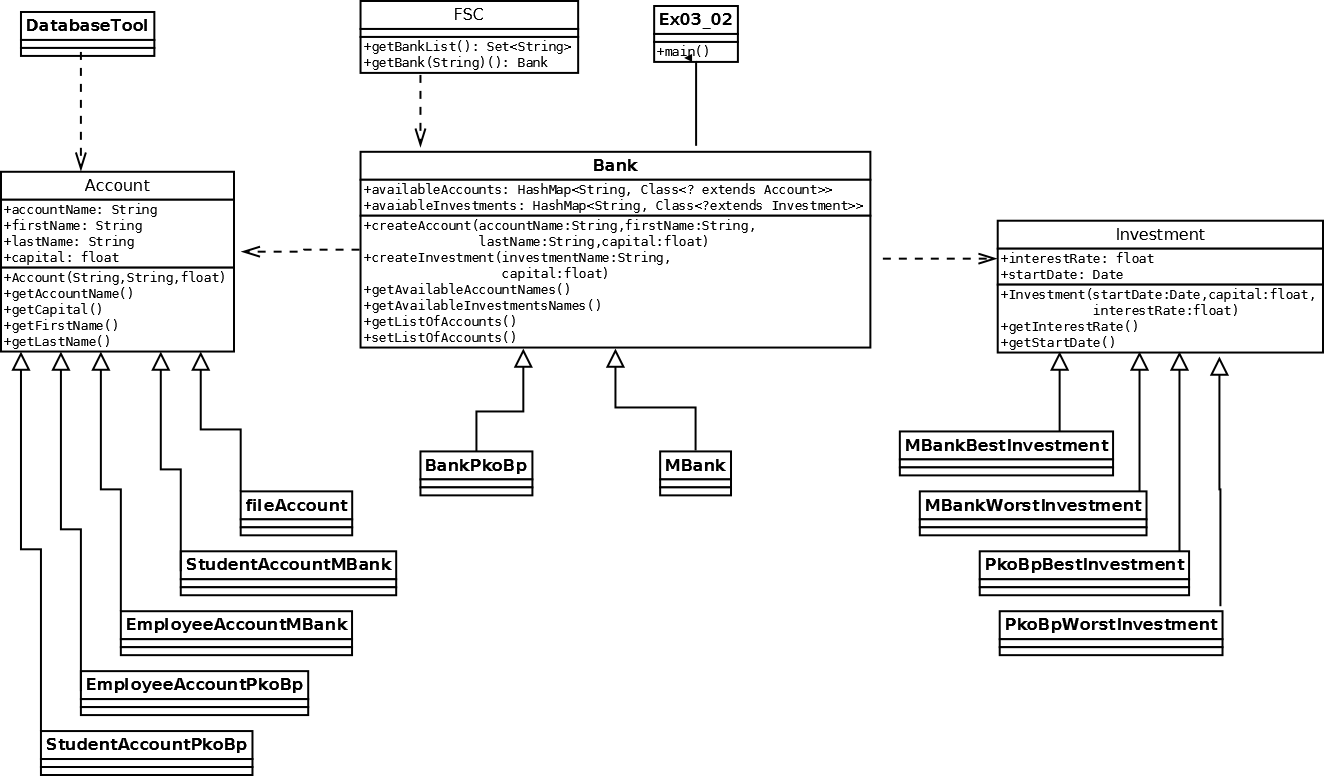 DatabaseTool
FSC
+getBankList(): Set<String>
+getBank(String)(): Bank
Ex03_02
+main()
Account
+accountName: String
+firstName: String
+lastName: String
+capital: float
+Account(String,String,float)
+getAccountName()
+getCapital()
+getFirstName()
+getLastName()
Bank
+availableAccounts: HashMap<String, Class<? extends Account>>
+avaiableInvestments: HashMap<String, Class<?extends Investment>>
+createAccount(accountName:String,firstName:String,
lastName:String,capital:float)
+createInvestment(investmentName:String,
capital:float)
+getAvailableAccountNames()
+getAvailableInvestmentsNames()
+getListOfAccounts()
+setListOfAccounts()
Investment
+interestRate: float
+startDate: Date
+Investment(startDate:Date,capital:float,
interestRate:float)
+getInterestRate()
+getStartDate()
BankPkoBp
MBank
MBankBestInvestment
MBankWorstInvestment
PkoBpBestInvestment
PkoBpWorstInvestment
fileAccount
StudentAccountMBank
EmployeeAccountMBank
EmployeeAccountPkoBp
StudentAccountPkoBp